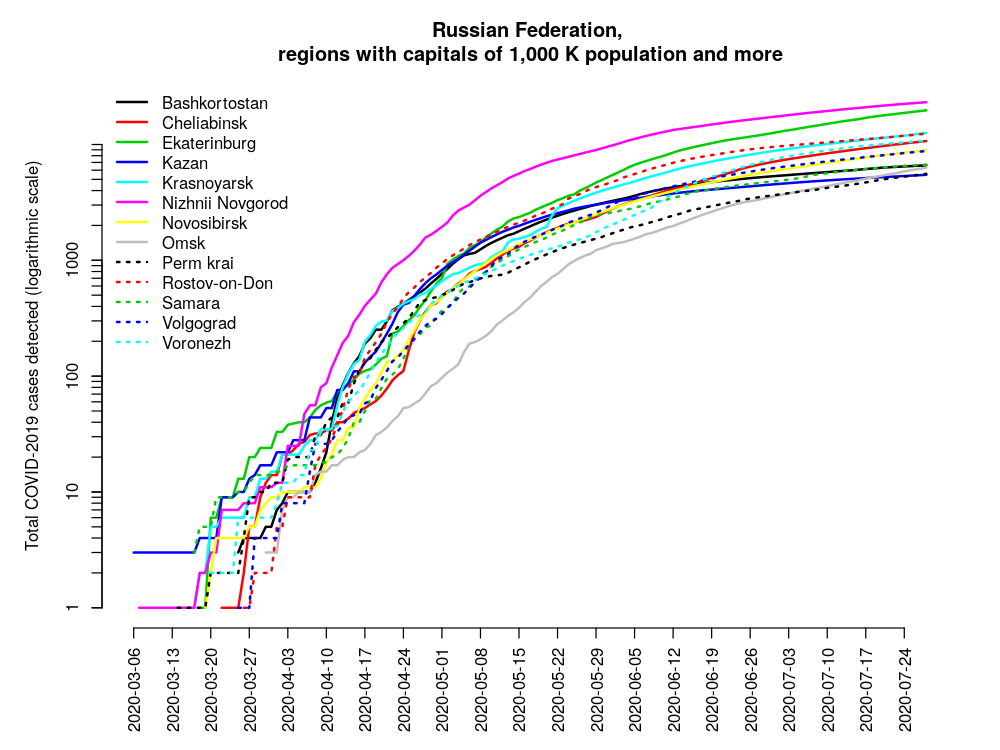 Russian Federation,
regions with capitals of 1,000 K population and more
Bashkortostan
Cheliabinsk
Ekaterinburg
Kazan
Krasnoyarsk
Nizhnii Novgorod
Novosibirsk
Omsk
Perm krai
Rostov-on-Don
Samara
Volgograd
Voronezh
Total COVID-2019 cases detected (logarithmic scale)
1000
100
10
1
2020-03-06
2020-03-13
2020-03-20
2020-03-27
2020-04-03
2020-04-10
2020-04-17
2020-04-24
2020-05-01
2020-05-08
2020-05-15
2020-05-22
2020-05-29
2020-06-05
2020-06-12
2020-06-19
2020-06-26
2020-07-03
2020-07-10
2020-07-17
2020-07-24